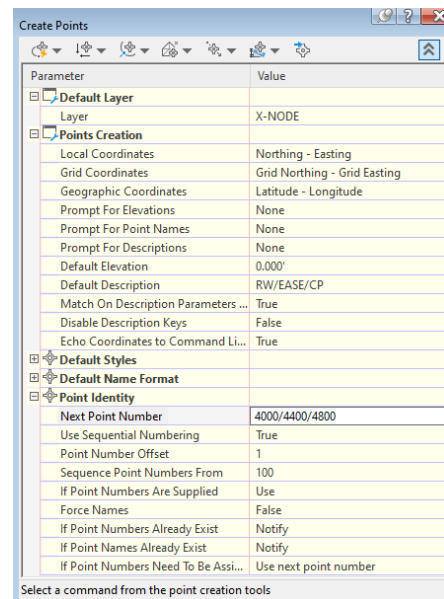 Create Points
Parameter Value
Default Layer
Layer X-NODE
Points Creation
Local Coordinates Northing - Easting
Grid Coordinates Grid Northing - Grid Easting
Geographic Coordinates Latitude - Longitude
Prompt For Elevations None
Prompt For Point Names None
Prompt For Descriptions None
Default Elevation 0.000'
Default Description RW/EASE/CP
Match On Description Parameters ... True
Disable Description Keys False
Echo Coordinates to Command Li... True
Default Styles
Default Name Format
Point Identity
Next Point Number 4000/4400/4800
Use Sequential Numbering True
Point Number Offset 1
Sequence Point Numbers From 100
If Point Numbers Are Supplied Use
Force Names False
If Point Numbers Already Exist Notify
If Point Names Already Exist Notify
If Point Numbers Need To Be Assi... Use next point number
Select a command from the point creation tools